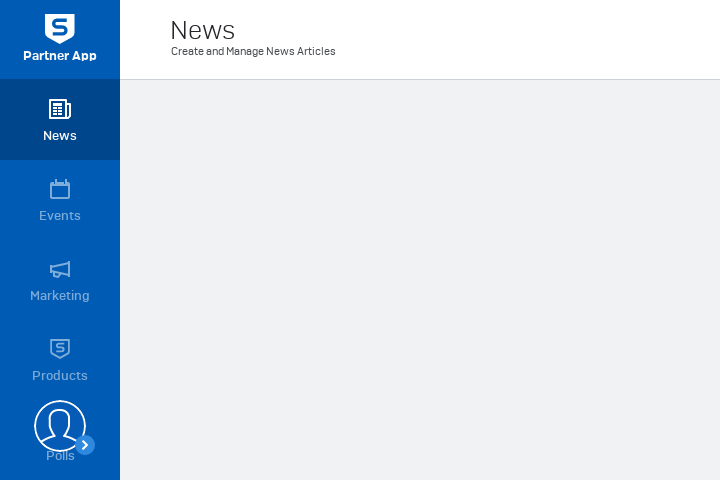 Partner App
News
Events
Marketing
Products
Polls
News
Create and Manage News Articles